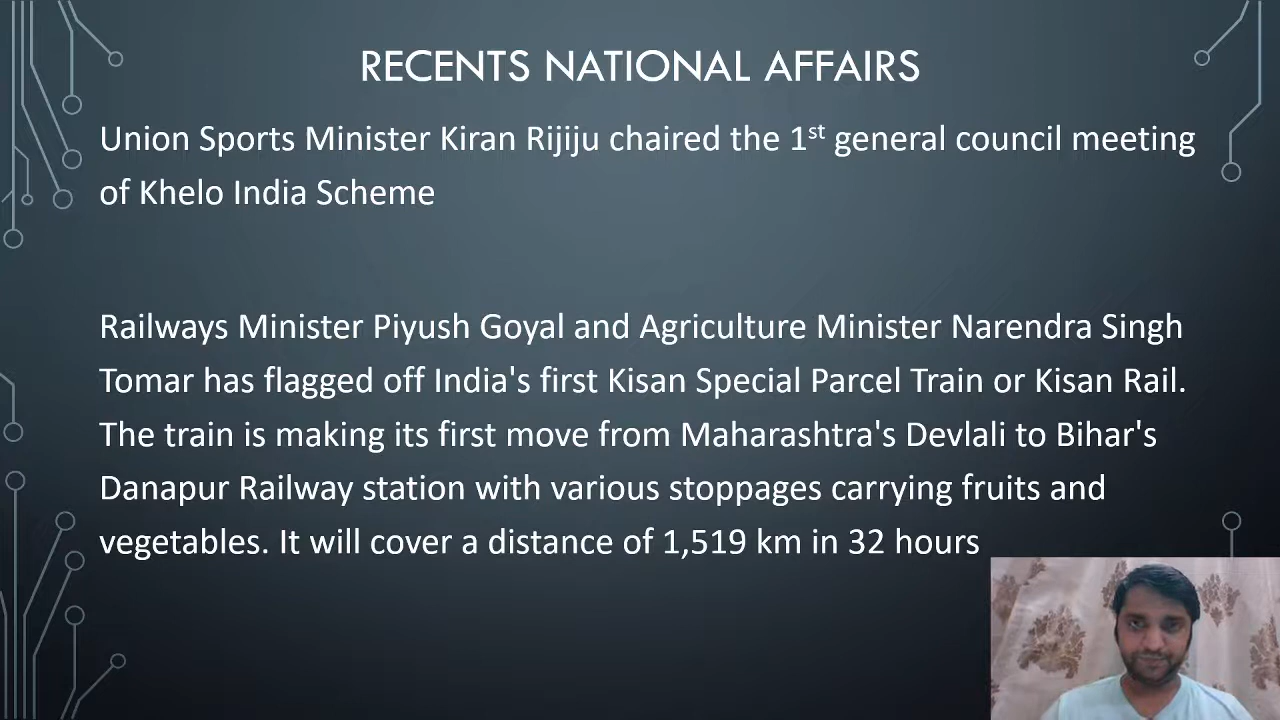 RECENTS NATIONAL AFFAIRS
Union Sports Minister Kiran Rijiju chaired the 1st general council meeting
of Khelo India Scheme
Railways Minister Piyush Goyal and Agriculture Minister Narendra Singh
Tomar has flagged off India's first Kisan Special Parcel Train or Kisan Rail.
The train is making its first move from Maharashtra's Devlali to Bihar's
Danapur Railway station with various stoppages carrying fruits and
vegetables. It will cover a distance of 1,519 km in 32 hours